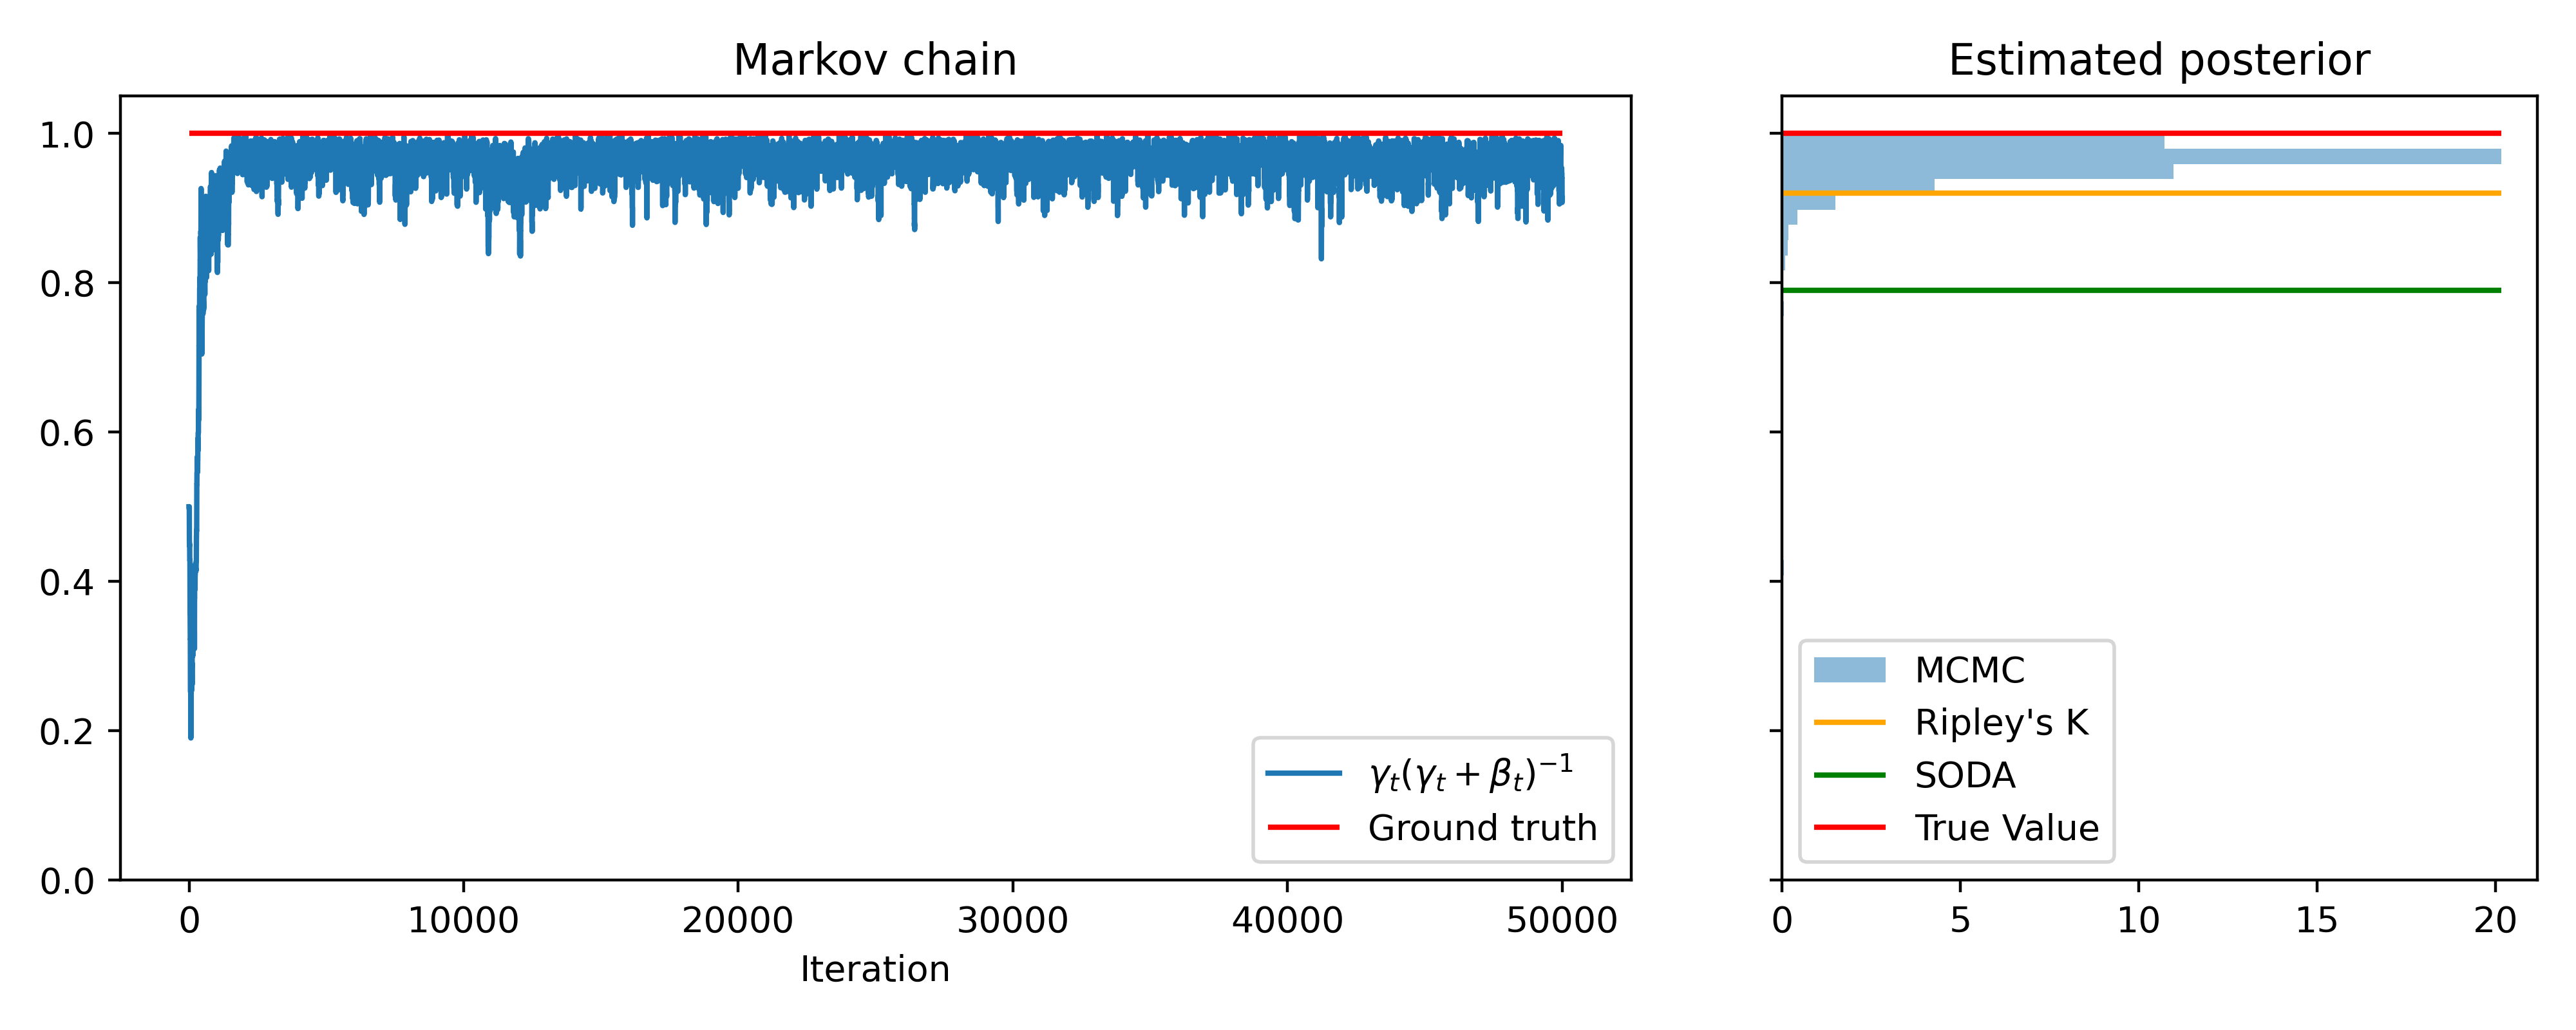 Markov chain
1.0
0.8
0.6
0.4
0.2
0.0
0 10000 20000 30000 40000 50000
Iteration
γₜ(γₜ + βₜ)⁻¹
Ground truth
Estimated posterior
MCMC
Ripley's K
SODA
True Value
0 5 10 15 20